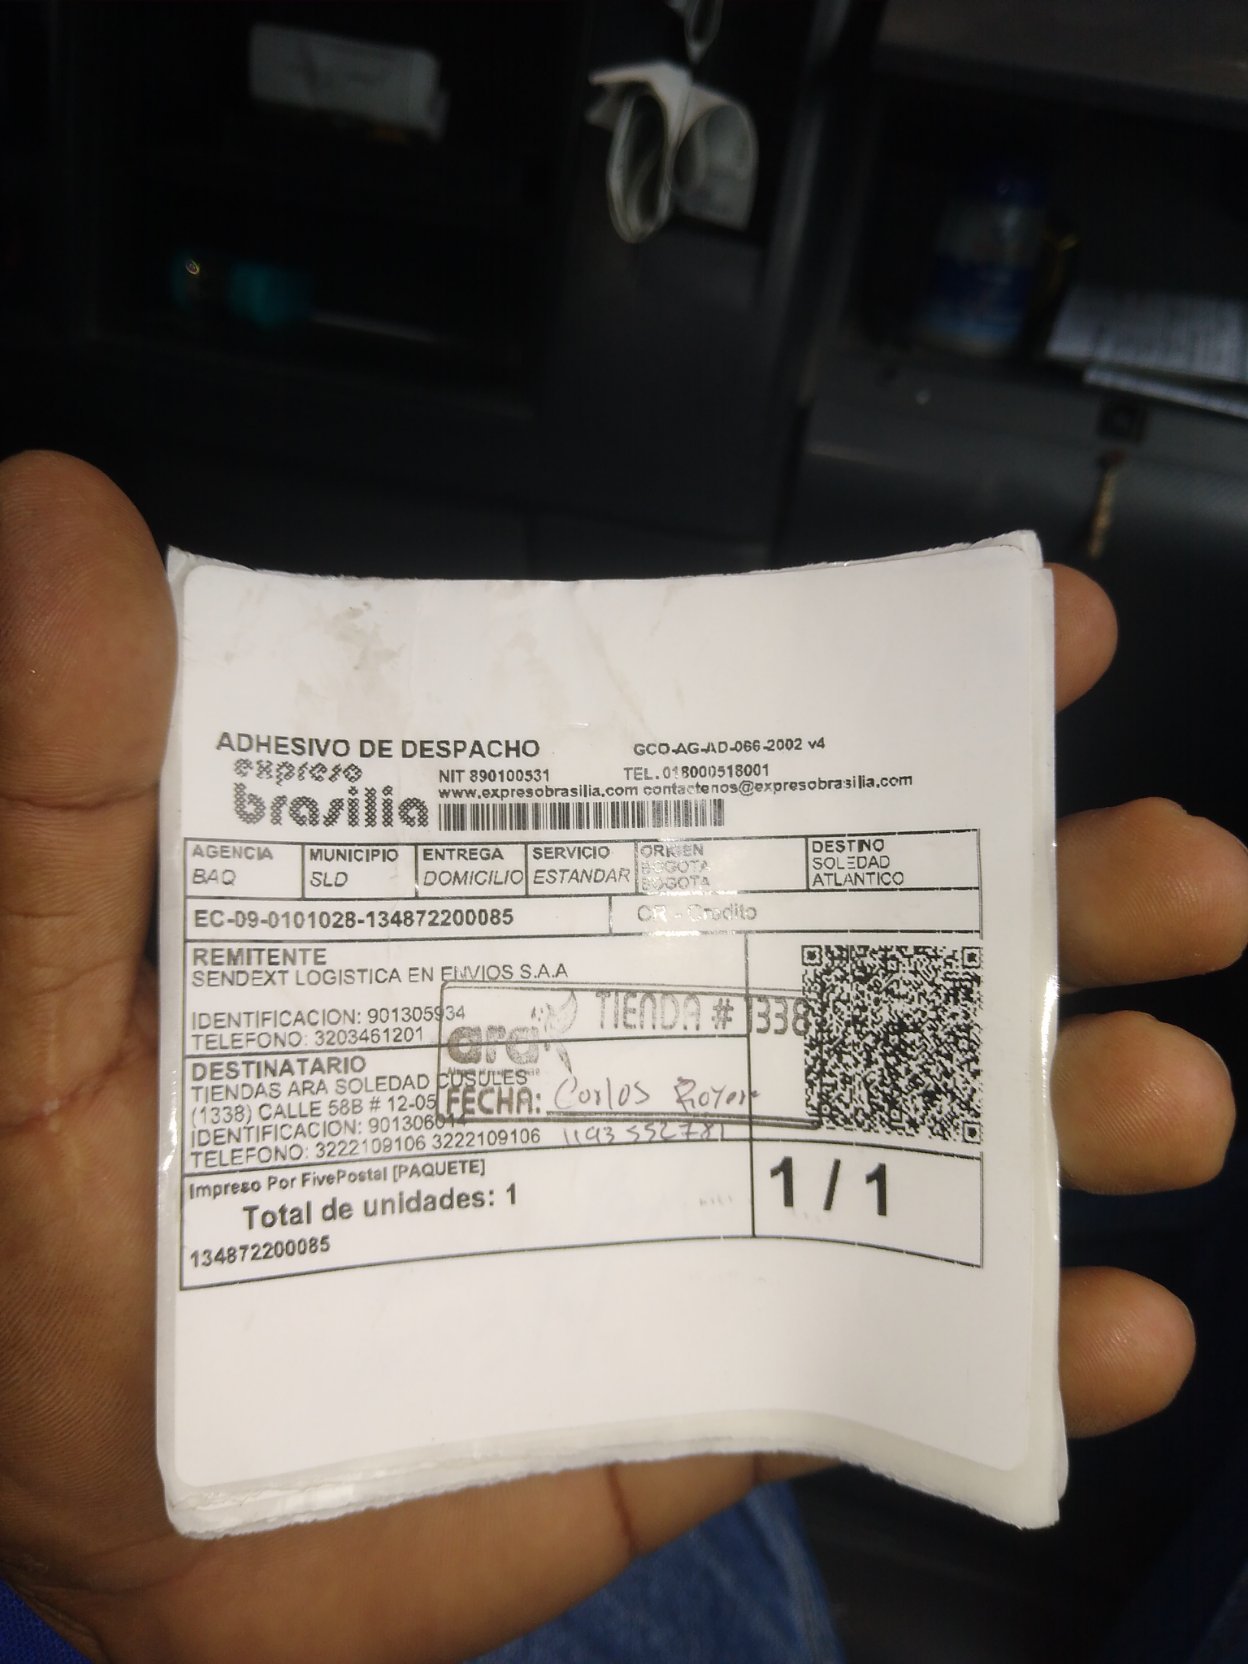 ADHESIVO DE DESPACHO GCO-AG-AD-066-2002 v4
expreso brasilia
NIT 890100531 TEL. 018000518001
www.expresobrasilia.com contactenos@expresobrasilia.com
AGENCIA MUNICIPIO ENTREGA SERVICIO ORIGEN DESTINO
BAQ SLD DOMICILIO ESTANDAR BOGOTA SOLEDAD
BOGOTA ATLANTICO
EC-09-0101028-134872200085 CR - Credito
REMITENTE
SENDEXT LOGISTICA EN ENVIOS S.A.A
IDENTIFICACION: 901305934
TELEFONO: 3203461201
ara TIENDA # 1338
FECHA: Carlos
1193552781
DESTINATARIO
TIENDAS ARA SOLEDAD CUSULES
(1338) CALLE 58B # 12-05
IDENTIFICACION: 901306014
TELEFONO: 3222109106 3222109106
Impreso Por FivePostal [PAQUETE]
Total de unidades: 1
134872200085
1 / 1